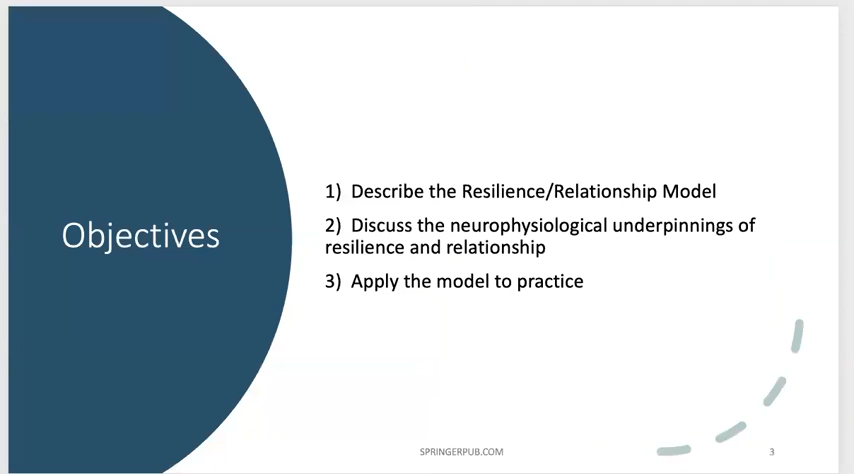 Objectives
1) Describe the Resilience/Relationship Model
2) Discuss the neurophysiological underpinnings of
resilience and relationship
3) Apply the model to practice
SPRINGERPUB.COM
3